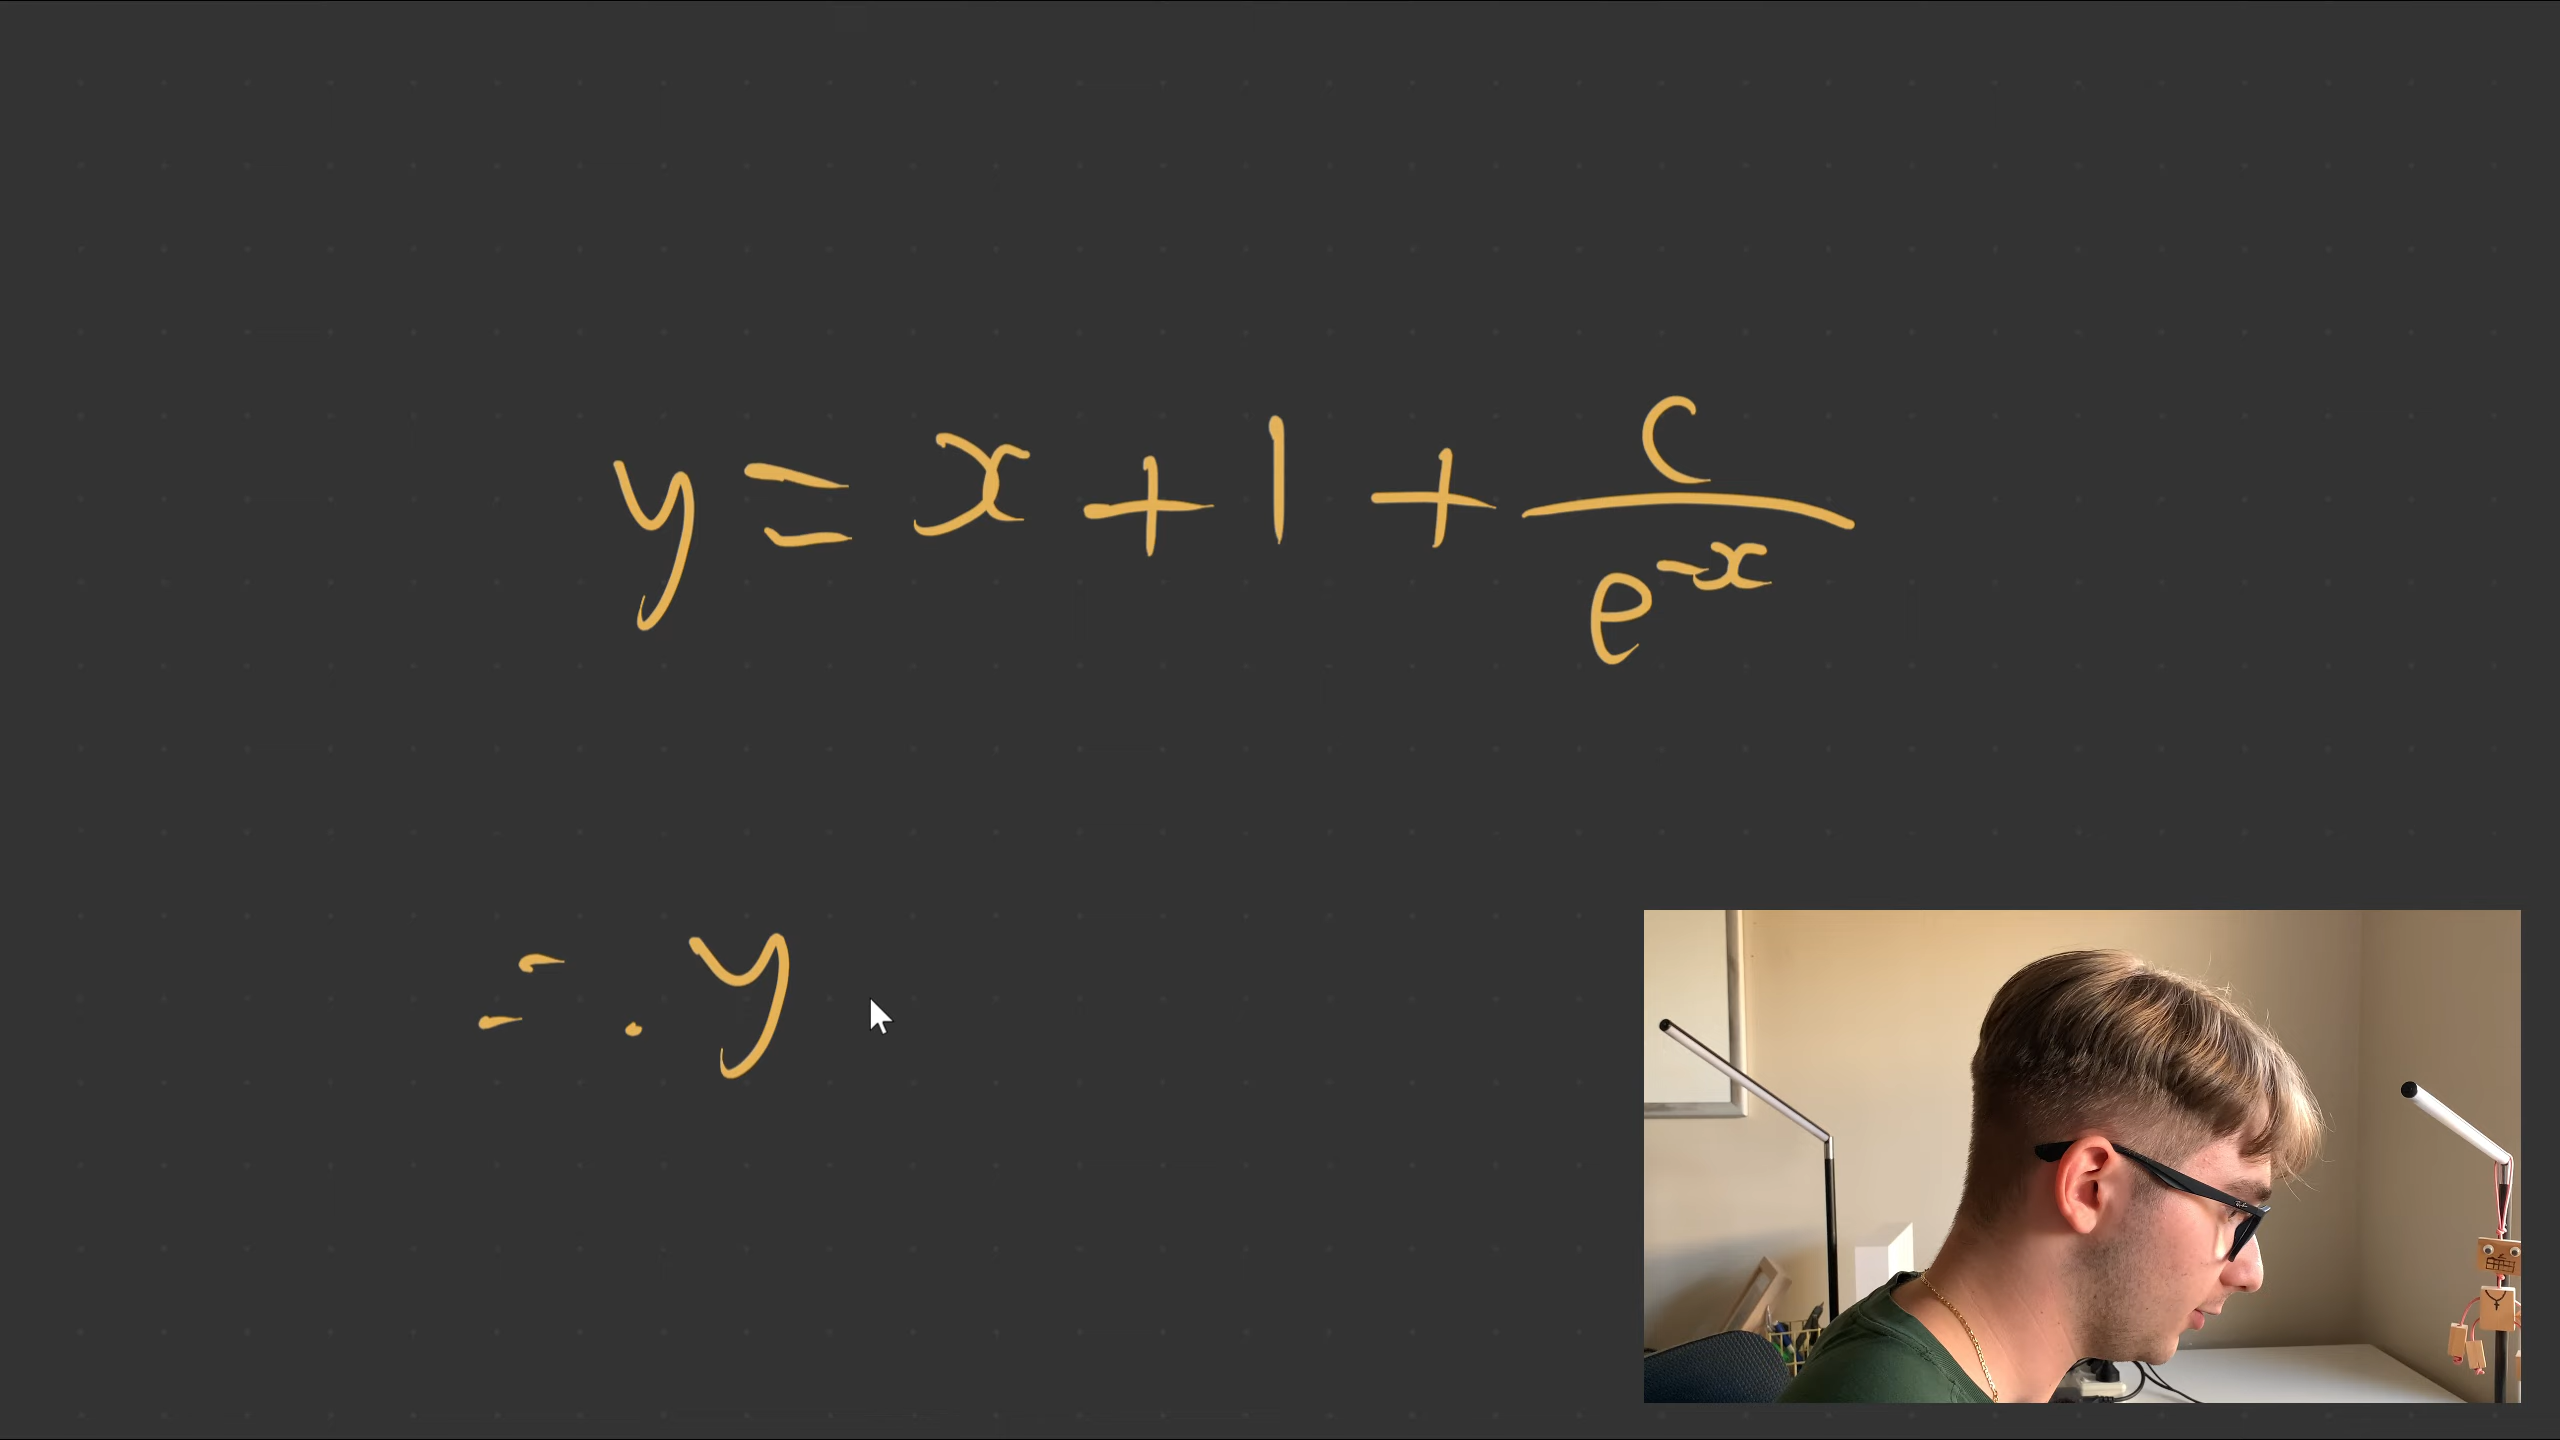 y = x + 1 + c/e^-x
∴ y